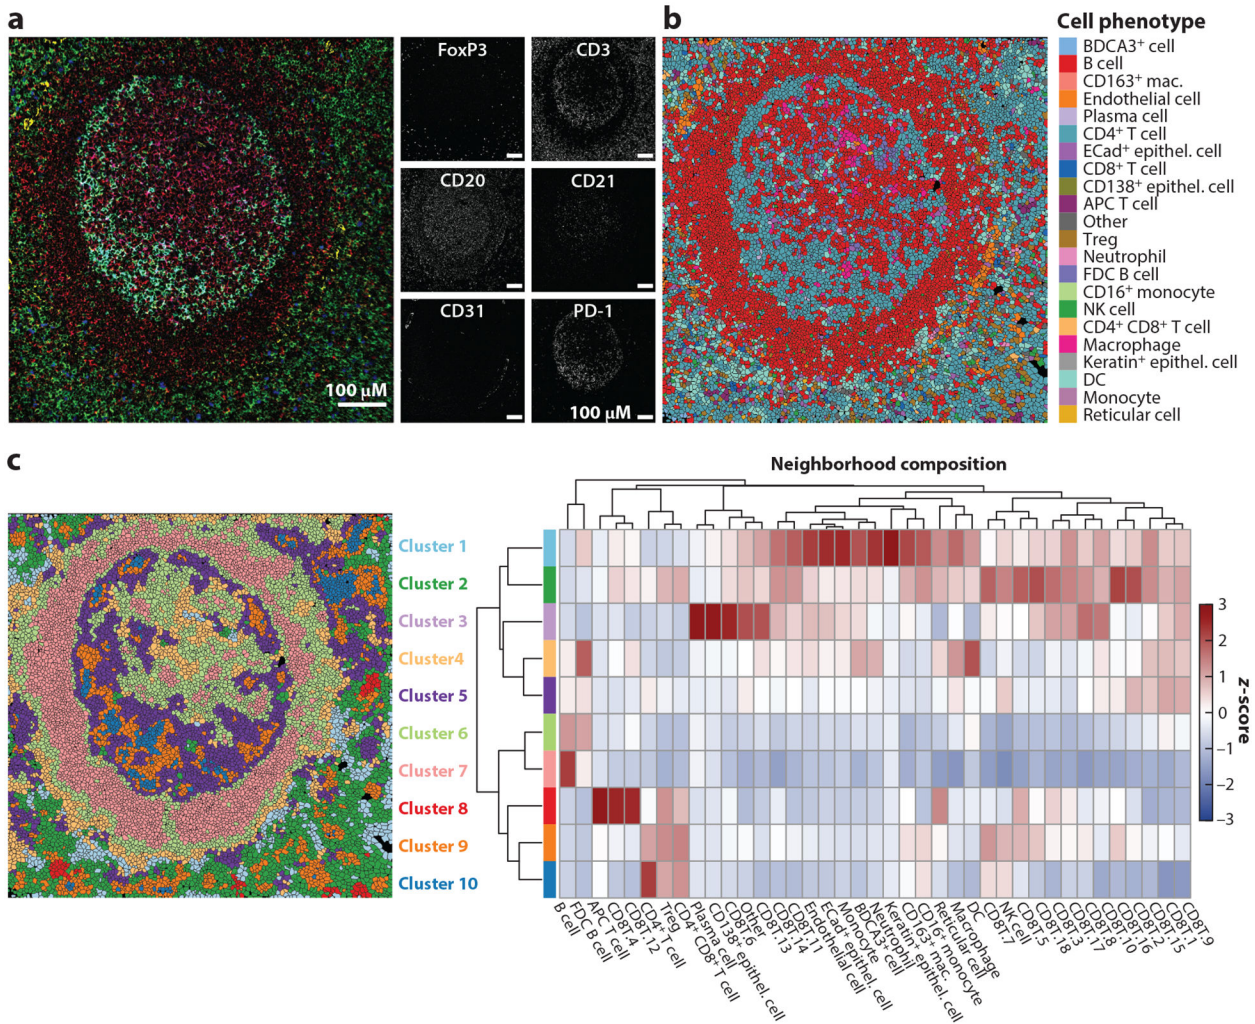 a
FoxP3
CD3
CD20
CD21
CD31
PD-1
100 μM
100 μM
b
Cell phenotype
BDCA3⁺ cell
B cell
CD163⁺ mac.
Endothelial cell
Plasma cell
CD4⁺ T cell
ECad⁺ epithel. cell
CD8⁺ T cell
CD138⁺ epithel. cell
APC T cell
Other
Treg
Neutrophil
FDC B cell
CD16⁺ monocyte
NK cell
CD4⁺ CD8⁺ T cell
Macrophage
Keratin⁺ epithel. cell
DC
Monocyte
Reticular cell
c
Neighborhood composition
Cluster 1
Cluster 2
Cluster 3
Cluster4
Cluster 5
Cluster 6
Cluster 7
Cluster 8
Cluster 9
Cluster 10
3
2
1
0
−1
−2
−3
z-score
B cell
FDC B cell
APC T cell
CD8T.4
CD8T.12
CD4⁺ T cell
Treg
CD4⁺ CD8⁺ T cell
Plasma cell
CD138⁺ epithel. cell
CD8T.6
Other
CD8T.13
CD8T.14
CD8T.11
Endothelial cell
ECad⁺ epithel. cell
Monocyte
BDCA3⁺ cell
Neutrophil
Keratin⁺ epithel. cell
CD163⁺ mac.
CD16⁺ monocyte
Reticular cell
Macrophage
DC
CD8T.7
NK cell
CD8T.5
CD8T.18
CD8T.3
CD8T.17
CD8T.8
CD8T.10
CD8T.16
CD8T.2
CD8T.15
CD8T.1
CD8T.9